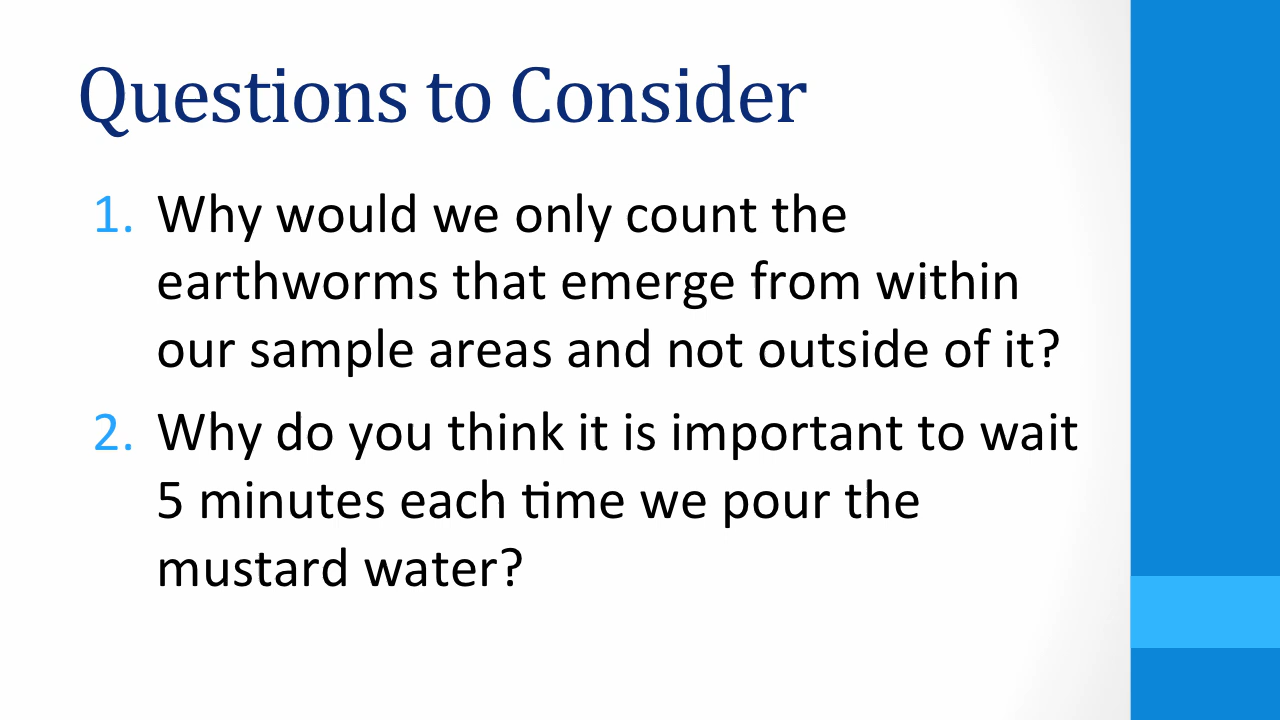 Questions to Consider
1. Why would we only count the
earthworms that emerge from within
our sample areas and not outside of it?
2. Why do you think it is important to wait
5 minutes each time we pour the
mustard water?